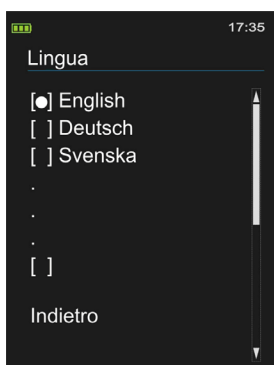 17:35
Lingua
[●] English
[ ] Deutsch
[ ] Svenska
.
.
.
[ ]
Indietro